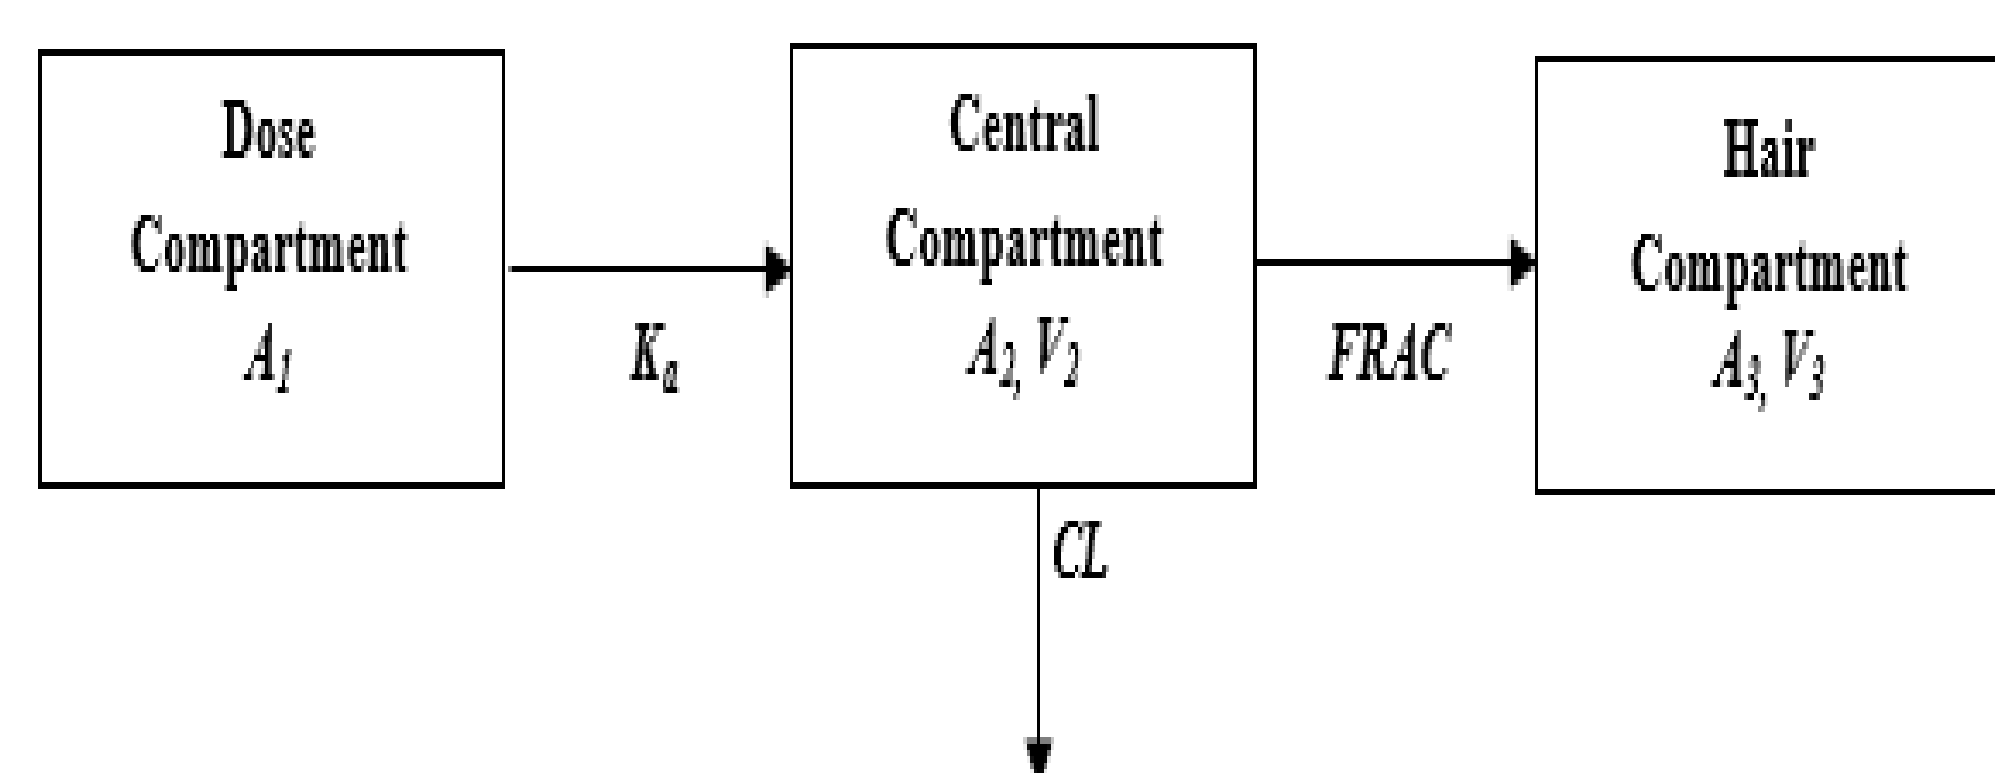 Dose
Compartment
A₁
Kₐ
Central
Compartment
A₂, V₂
CL
FRAC
Hair
Compartment
A₃, V₃